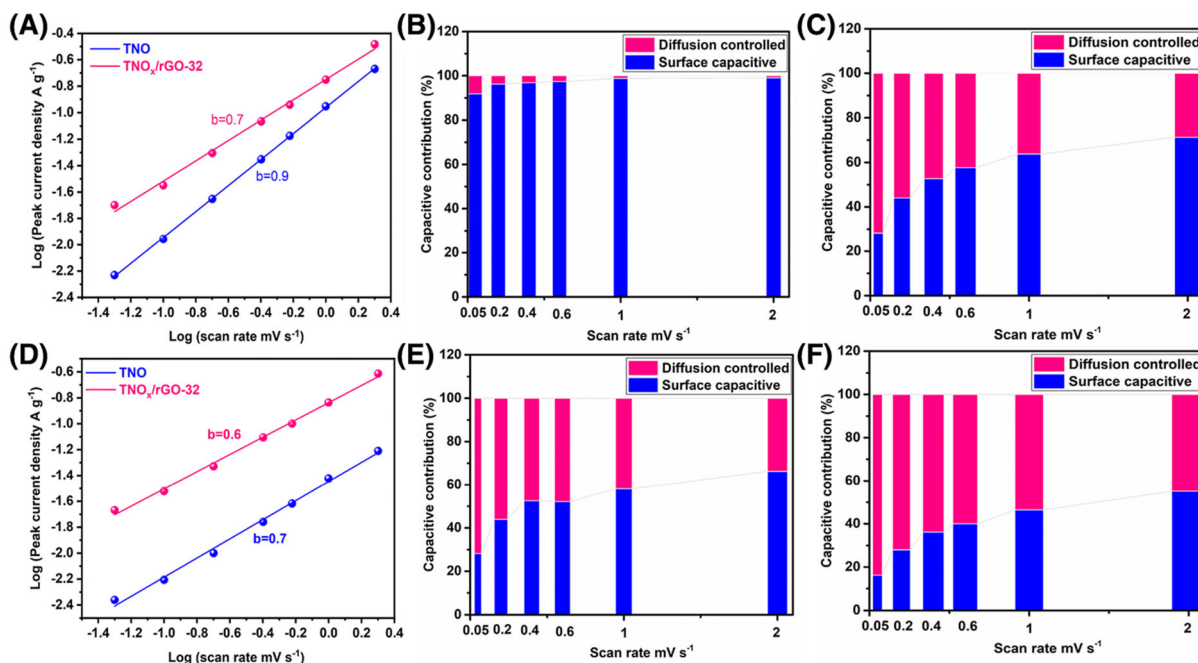 (A)
-0.4
-0.6
-0.8
-1.0
-1.2
-1.4
-1.6
-1.8
-2.0
-2.2
-2.4
Log (Peak current density A g⁻¹)
TNO
TNOₓ/rGO-32
b=0.7
b=0.9
-1.4 -1.2 -1.0 -0.8 -0.6 -0.4 -0.2 0.0 0.2 0.4
Log (scan rate mV s⁻¹)
(B)
120
100
80
60
40
20
0
Capacitive contribution (%)
Diffusion controlled
Surface capacitive
0.05 0.2 0.4 0.6 1 2
Scan rate mV s⁻¹
(C)
120
100
80
60
40
20
0
Capacitive contribution (%)
Diffusion controlled
Surface capacitive
0.05 0.2 0.4 0.6 1 2
Scan rate mV s⁻¹
(D)
-0.6
-0.8
-1.0
-1.2
-1.4
-1.6
-1.8
-2.0
-2.2
-2.4
Log (Peak current density A g⁻¹)
TNO
TNOₓ/rGO-32
b=0.6
b=0.7
-1.4 -1.2 -1.0 -0.8 -0.6 -0.4 -0.2 0.0 0.2 0.4
Log (scan rate mV s⁻¹)
(E)
120
100
80
60
40
20
0
Capacitive contribution (%)
Diffusion controlled
Surface capacitive
0.05 0.2 0.4 0.6 1 2
Scan rate mV s⁻¹
(F)
120
100
80
60
40
20
0
Capacitive contribution (%)
Diffusion controlled
Surface capacitive
0.05 0.2 0.4 0.6 1 2
Scan rate mV s⁻¹